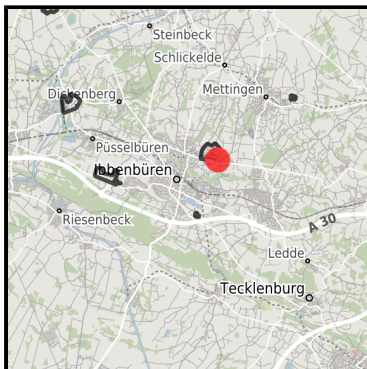 Steinbeck
Schlickelde
Mettingen
Dickenberg
Püsselbüren
Ibbenbüren
Riesenbeck
A 30
Ledde
Tecklenburg